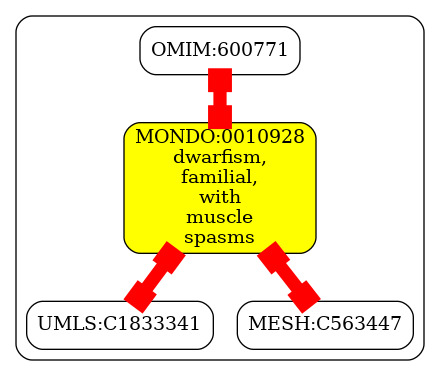 OMIM:600771
MONDO:0010928
dwarfism,
familial,
with
muscle
spasms
UMLS:C1833341
MESH:C563447